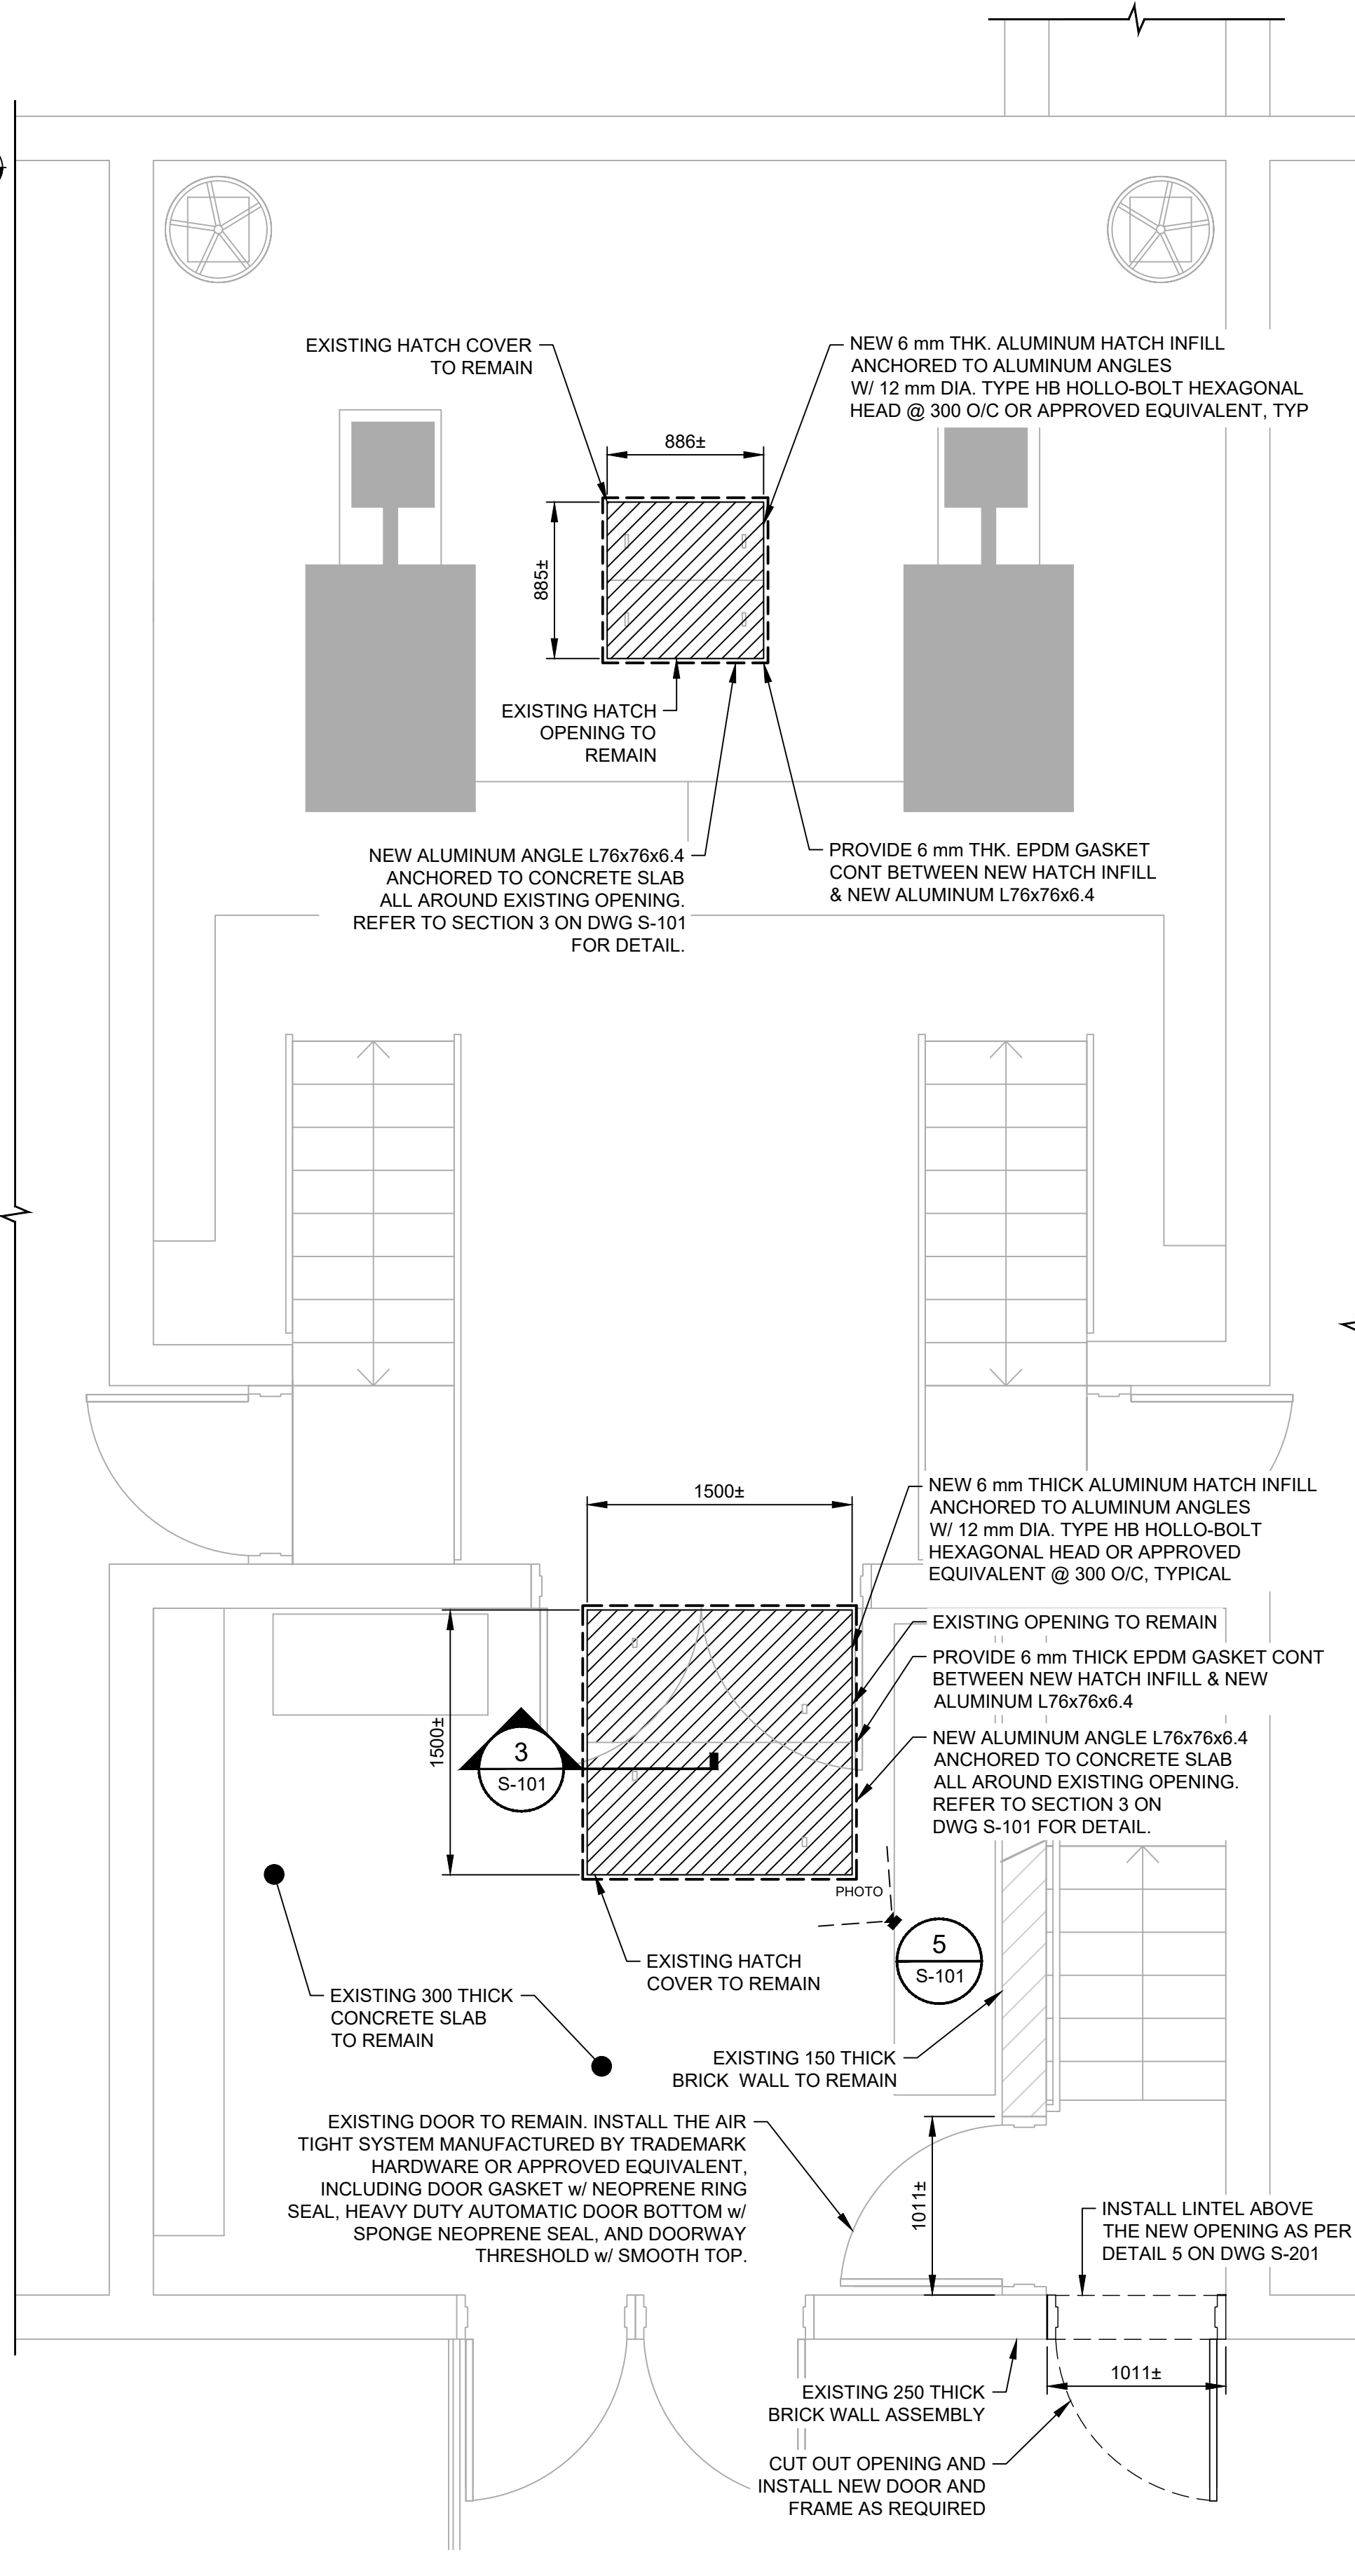 EXISTING HATCH COVER
TO REMAIN
NEW 6 mm THK. ALUMINUM HATCH INFILL
ANCHORED TO ALUMINUM ANGLES
W/ 12 mm DIA. TYPE HB HOLLO-BOLT HEXAGONAL
HEAD @ 300 O/C OR APPROVED EQUIVALENT, TYP
886±
885±
EXISTING HATCH
OPENING TO
REMAIN
NEW ALUMINUM ANGLE L76x76x6.4
ANCHORED TO CONCRETE SLAB
ALL AROUND EXISTING OPENING.
REFER TO SECTION 3 ON DWG S-101
FOR DETAIL.
PROVIDE 6 mm THK. EPDM GASKET
CONT BETWEEN NEW HATCH INFILL
& NEW ALUMINUM L76x76x6.4
NEW 6 mm THICK ALUMINUM HATCH INFILL
ANCHORED TO ALUMINUM ANGLES
W/ 12 mm DIA. TYPE HB HOLLO-BOLT
HEXAGONAL HEAD OR APPROVED
EQUIVALENT @ 300 O/C, TYPICAL
1500±
1500±
EXISTING OPENING TO REMAIN
PROVIDE 6 mm THICK EPDM GASKET CONT
BETWEEN NEW HATCH INFILL & NEW
ALUMINUM L76x76x6.4
3
S-101
NEW ALUMINUM ANGLE L76x76x6.4
ANCHORED TO CONCRETE SLAB
ALL AROUND EXISTING OPENING.
REFER TO SECTION 3 ON
DWG S-101 FOR DETAIL.
PHOTO
5
S-101
EXISTING HATCH
COVER TO REMAIN
EXISTING 300 THICK
CONCRETE SLAB
TO REMAIN
EXISTING 150 THICK
BRICK WALL TO REMAIN
EXISTING DOOR TO REMAIN. INSTALL THE AIR
TIGHT SYSTEM MANUFACTURED BY TRADEMARK
HARDWARE OR APPROVED EQUIVALENT,
INCLUDING DOOR GASKET w/ NEOPRENE RING
SEAL, HEAVY DUTY AUTOMATIC DOOR BOTTOM w/
SPONGE NEOPRENE SEAL, AND DOORWAY
THRESHOLD w/ SMOOTH TOP.
1011±
INSTALL LINTEL ABOVE
THE NEW OPENING AS PER
DETAIL 5 ON DWG S-201
1011±
EXISTING 250 THICK
BRICK WALL ASSEMBLY
CUT OUT OPENING AND
INSTALL NEW DOOR AND
FRAME AS REQUIRED